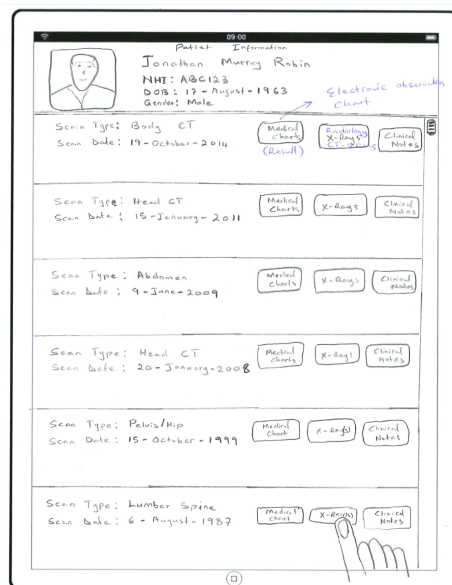 09:00
Patiet Information
Jonathon Murray Robin
NHI: ABC123
DOB: 17-August-1963
Gender: Male
Electronic observation
Chart
Scan Type: Body CT
Scan Date: 19-October-2014
Medical
Charts
(Result)
Radiology
X-Rays
Clinical
Notes
Scan Type: Head CT
Scan Date: 15-January-2011
Medical
Charts
X-Rays
Clinical
Notes
Scan Type: Abdomen
Scan Date: 9-June-2009
Medical
Charts
X-Rays
Clinical
Notes
Scan Type: Head CT
Scan Date: 20-January-2008
Medical
Charts
X-Rays
Clinical
Notes
Scan Type: Pelvis/Hip
Scan Date: 15-October-1999
Medical
Chart
X-Ray(s)
Clinical
Notes
Scan Type: Lumbar Spine
Scan Date: 6-August-1987
Medical
Chart
X-Ray(s)
Clinical
Notes